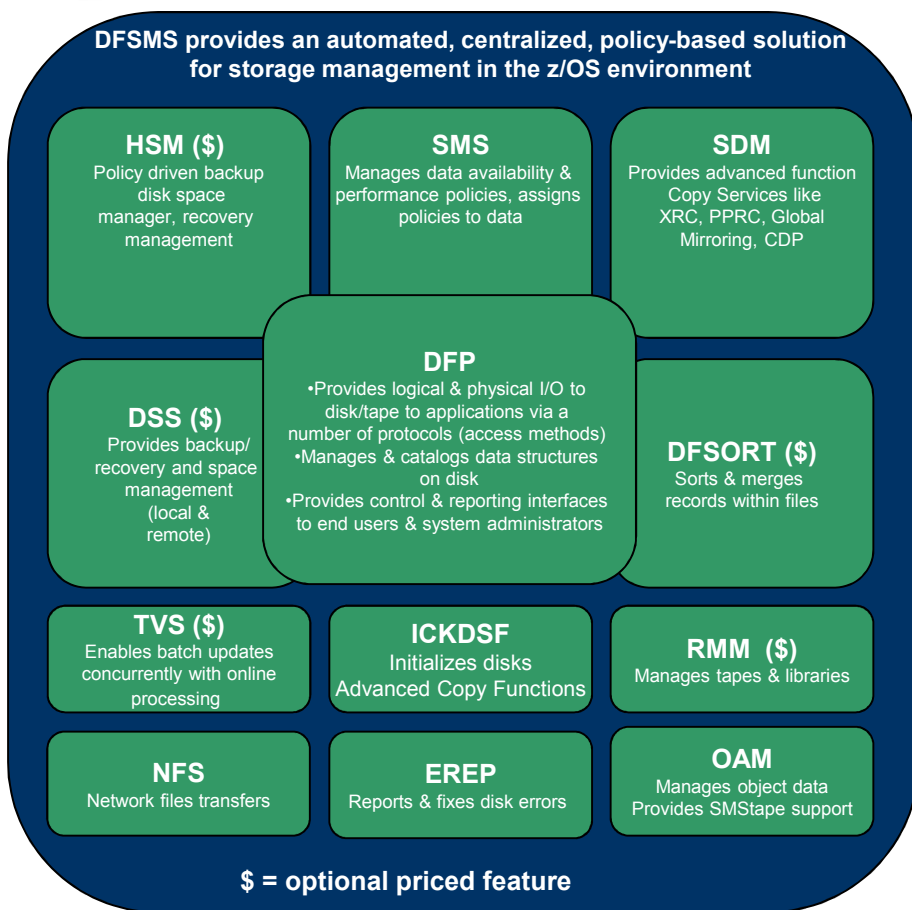 DFSMS provides an automated, centralized, policy-based solution
for storage management in the z/OS environment
HSM ($)
Policy driven backup
disk space
manager, recovery
management
SMS
Manages data availability &
performance policies, assigns
policies to data
SDM
Provides advanced function
Copy Services like
XRC, PPRC, Global
Mirroring, CDP
DSS ($)
Provides backup/
recovery and space
management
(local &
remote)
DFP
•Provides logical & physical I/O to
disk/tape to applications via a
number of protocols (access methods)
•Manages & catalogs data structures
on disk
•Provides control & reporting interfaces
to end users & system administrators
DFSORT ($)
Sorts & merges
records within files
TVS ($)
Enables batch updates
concurrently with online
processing
ICKDSF
Initializes disks
Advanced Copy Functions
RMM ($)
Manages tapes & libraries
NFS
Network files transfers
EREP
Reports & fixes disk errors
OAM
Manages object data
Provides SMStape support
$ = optional priced feature